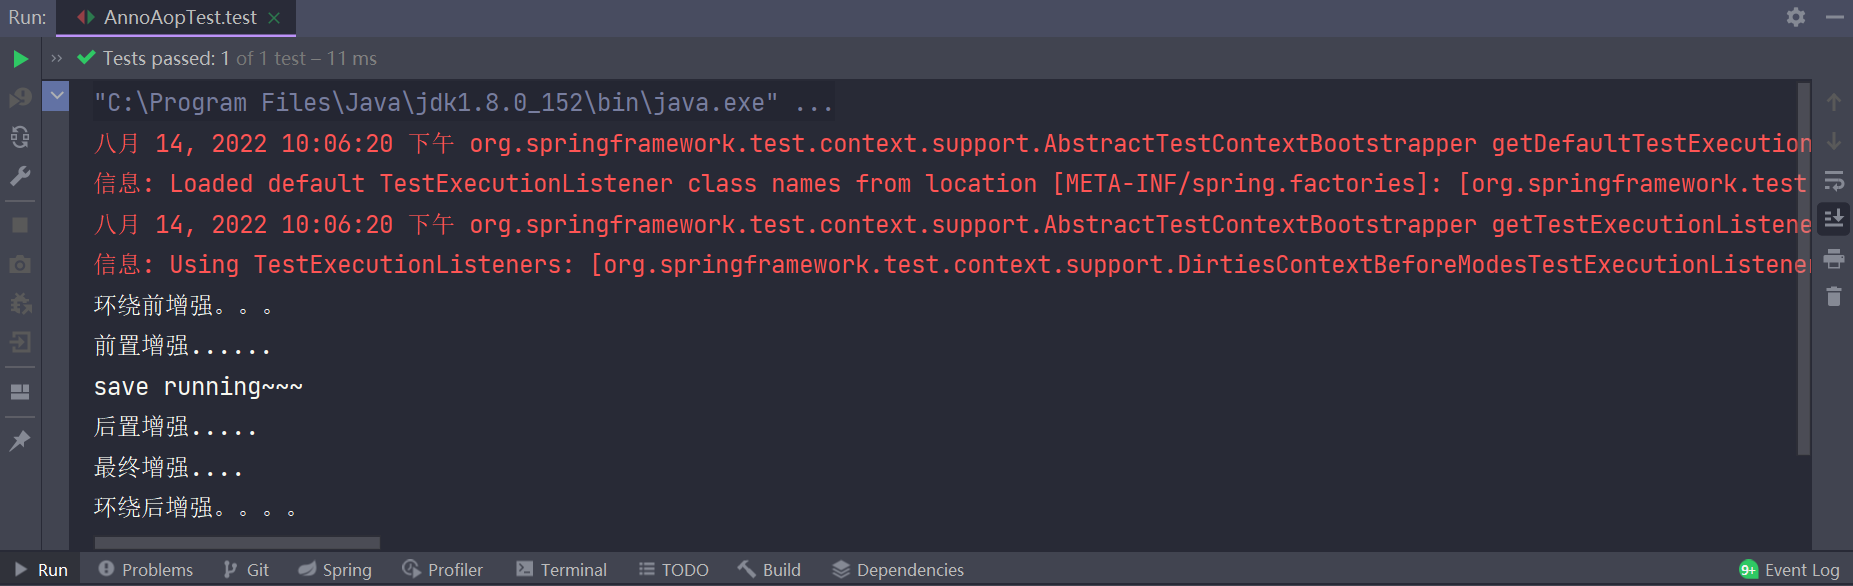 Run: AnnoAopTest.test
Tests passed: 1 of 1 test – 11 ms
"C:\Program Files\Java\jdk1.8.0_152\bin\java.exe" ...
八月 14, 2022 10:06:20 下午 org.springframework.test.context.support.AbstractTestContextBootstrapper getDefaultTestExecution
信息: Loaded default TestExecutionListener class names from location [META-INF/spring.factories]: [org.springframework.test
八月 14, 2022 10:06:20 下午 org.springframework.test.context.support.AbstractTestContextBootstrapper getTestExecutionListene
信息: Using TestExecutionListeners: [org.springframework.test.context.support.DirtiesContextBeforeModesTestExecutionListener
环绕前增强。。。
前置增强......
save running~~~
后置增强.....
最终增强....
环绕后增强。。。。
Run Problems Git Spring Profiler Terminal TODO Build Dependencies 9+ Event Log